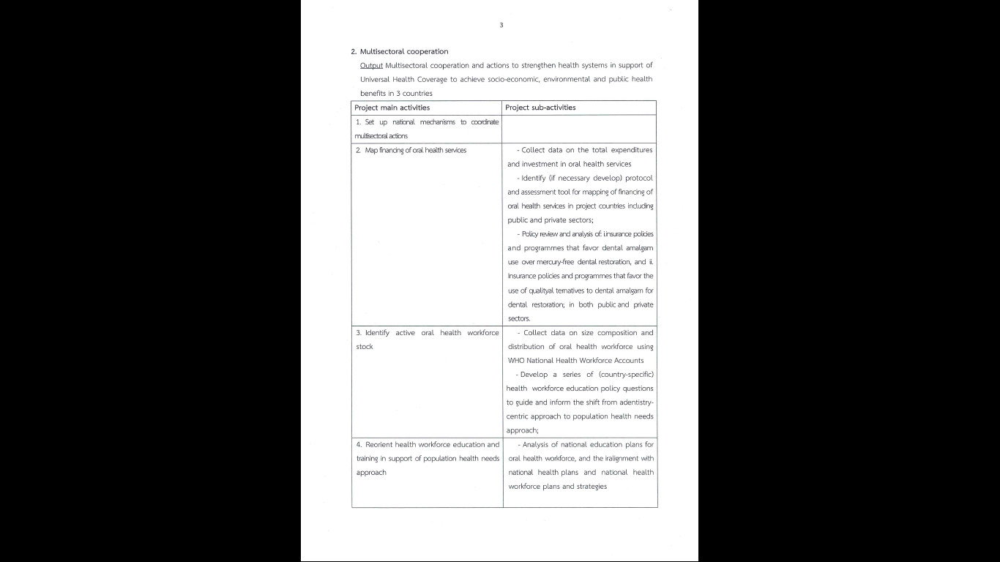 3
2. Multisectoral cooperation
Output Multisectoral cooperation and actions to strengthen health systems in support of
Universal Health Coverage to achieve socio-economic, environmental and public health
benefits in 3 countries
Project main activities
Project sub-activities
1. Set up national mechanisms to coordinate
multisectoral actions
2. Map financing of oral health services
- Collect data on the total expenditures
and investment in oral health services
- Identify (if necessary develop) protocol
and assessment tool for mapping of financing of
oral health services in project countries including
public and private sectors;
- Policy review and analysis of: i.insurance policies
and programmes that favor dental amalgam
use over mercury-free dental restoration, and ii.
Insurance policies and programmes that favor the
use of qualityal ternatives to dental amalgam for
dental restoration; in both public and private
sectors.
3. Identify active oral health workforce
stock
- Collect data on size composition and
distribution of oral health workforce using
WHO National Health Workforce Accounts
- Develop a series of (country-specific)
health workforce education policy questions
to guide and inform the shift from adentistry-
centric approach to population health needs
approach;
4. Reorient health workforce education and
training in support of population health needs
approach
- Analysis of national education plans for
oral health workforce, and the iralignment with
national health plans and national health
workforce plans and strategies